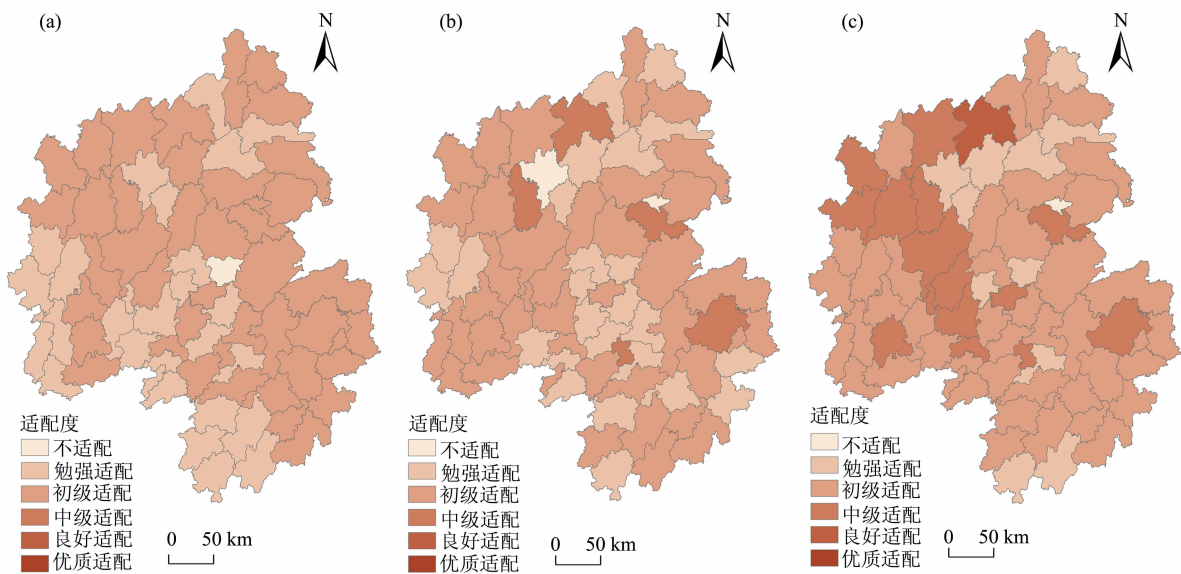 (a)
N
适配度
不适配
勉强适配
初级适配
中级适配
良好适配
优质适配
0 50 km
(b)
N
适配度
不适配
勉强适配
初级适配
中级适配
良好适配
优质适配
0 50 km
(c)
N
适配度
不适配
勉强适配
初级适配
中级适配
良好适配
优质适配
0 50 km